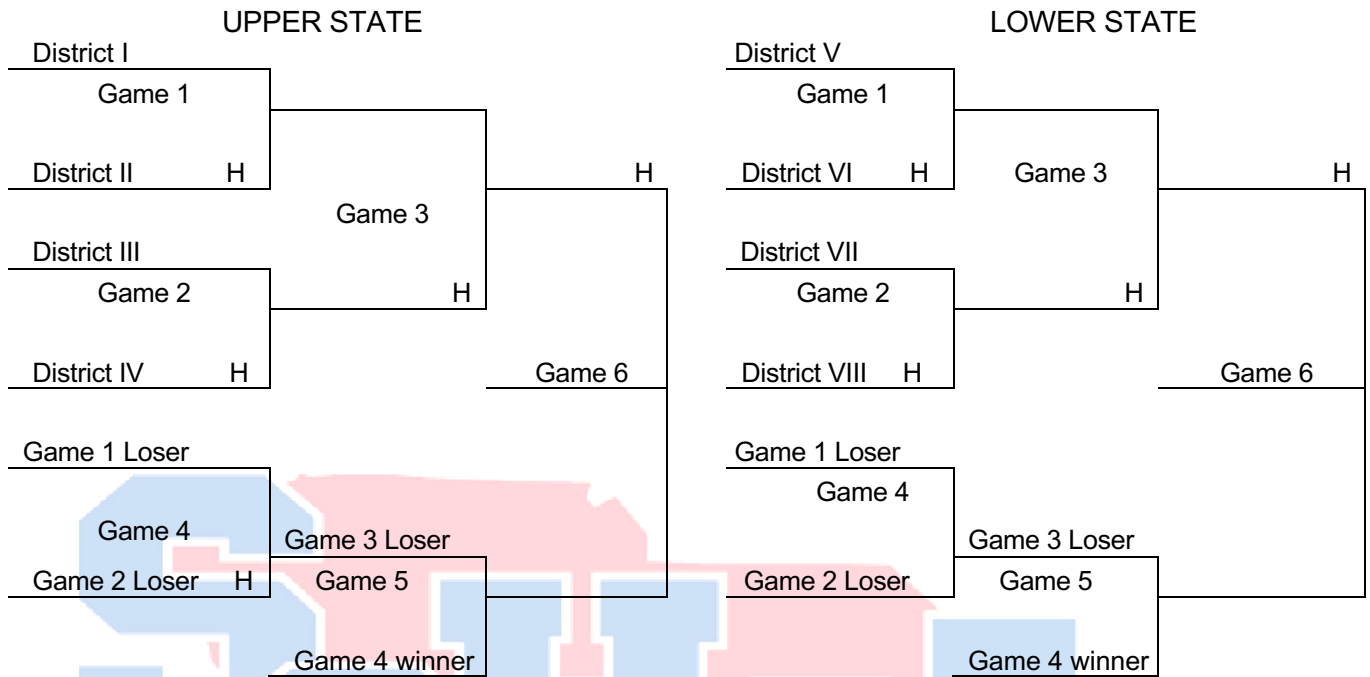 UPPER STATE
District I
Game 1
District II H
H
Game 3
District III
Game 2
H
District IV H
Game 6
Game 1 Loser
Game 4
Game 3 Loser
Game 2 Loser H
Game 5
Game 4 winner
LOWER STATE
District V
Game 1
District VI H
Game 3
H
District VII
Game 2
H
District VIII H
Game 6
Game 1 Loser
Game 4
Game 3 Loser
Game 2 Loser
Game 5
Game 4 winner